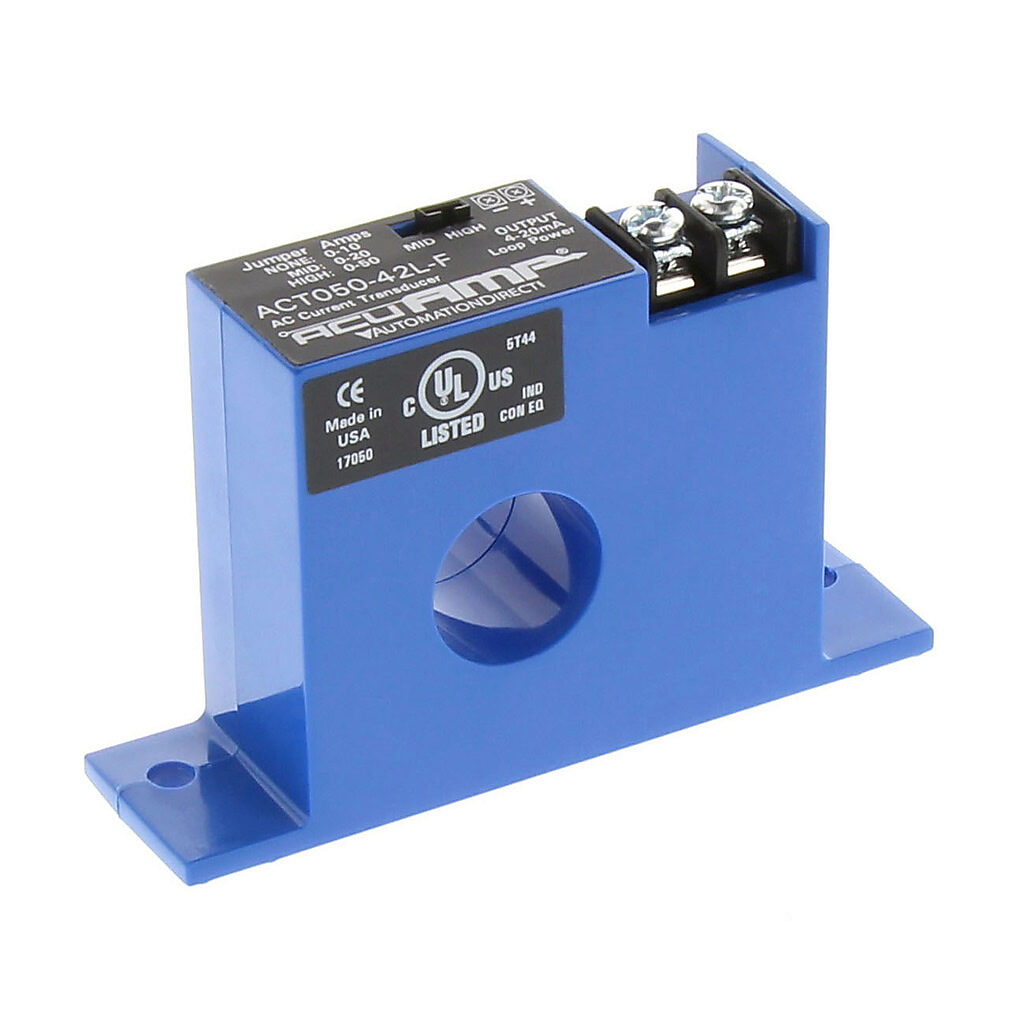 Jumper Amps
NONE: 0-10
MID: 0-20
HIGH: 0-50
MID HIGH
- +
OUTPUT
4-20mA
Loop Power
ACT050-42L-F
AC Current Transducer
ACUAMP®
AUTOMATIONDIRECT!
CE
Made in
USA
17050
C UL® US
LISTED
5T44
IND
CON EQ